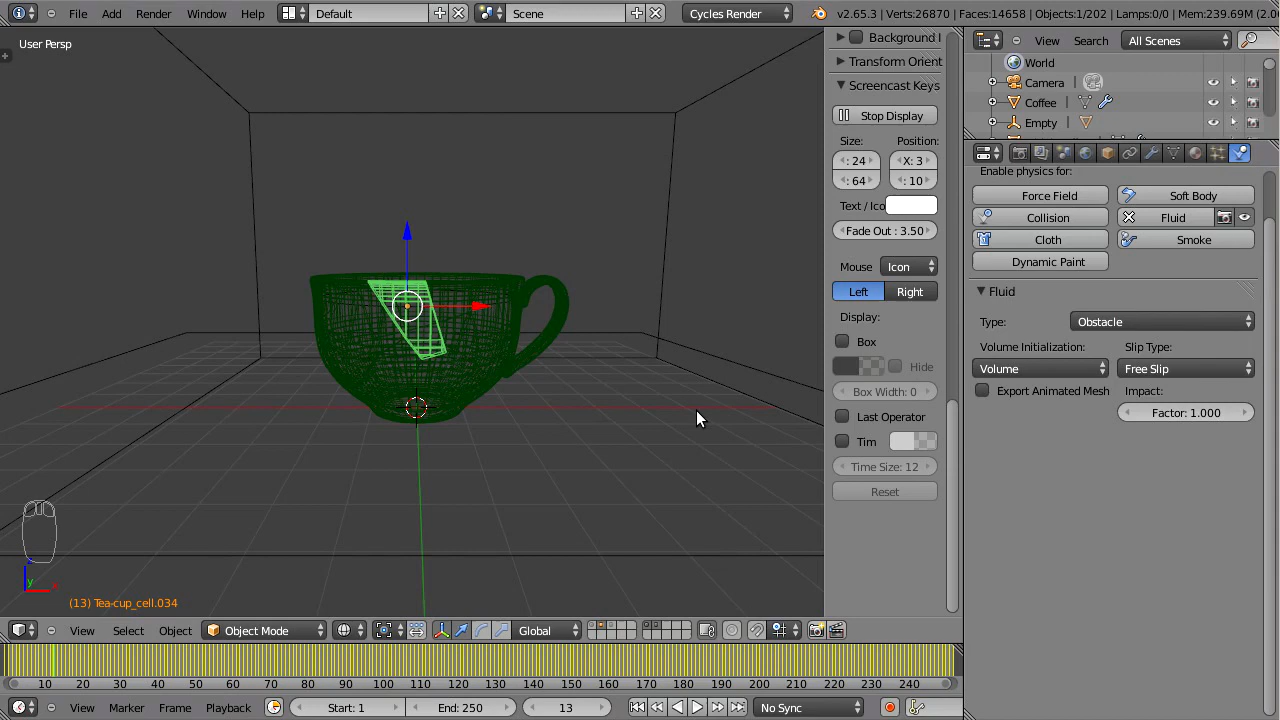 File Add Render Window Help Default Scene Cycles Render v2.65.3 | Verts:26870 | Faces:14658 | Objects:1/202 | Lamps:0/0 | Mem:239.69M (2.0
User Persp
Background I
Transform Orient
Screencast Keys
Stop Display
Size: Position:
: 24 X: 3
: 64 : 10
Text / Ico
Fade Out : 3.50
Mouse Icon
Left Right
Display:
Box
Hide
Box Width: 0
Last Operator
Tim
Time Size: 12
Reset
View Search All Scenes
World
Camera
Coffee
Empty
Enable physics for:
Force Field Soft Body
Collision Fluid
Cloth Smoke
Dynamic Paint
Fluid
Type: Obstacle
Volume Initialization: Slip Type:
Volume Free Slip
Export Animated Mesh Impact:
Factor: 1.000
y x
(13) Tea-cup_cell.034
View Select Object Object Mode Global
10 20 30 40 50 60 70 80 90 100 110 120 130 140 150 160 170 180 190 200 210 220 230 240
View Marker Frame Playback Start: 1 End: 250 13 No Sync